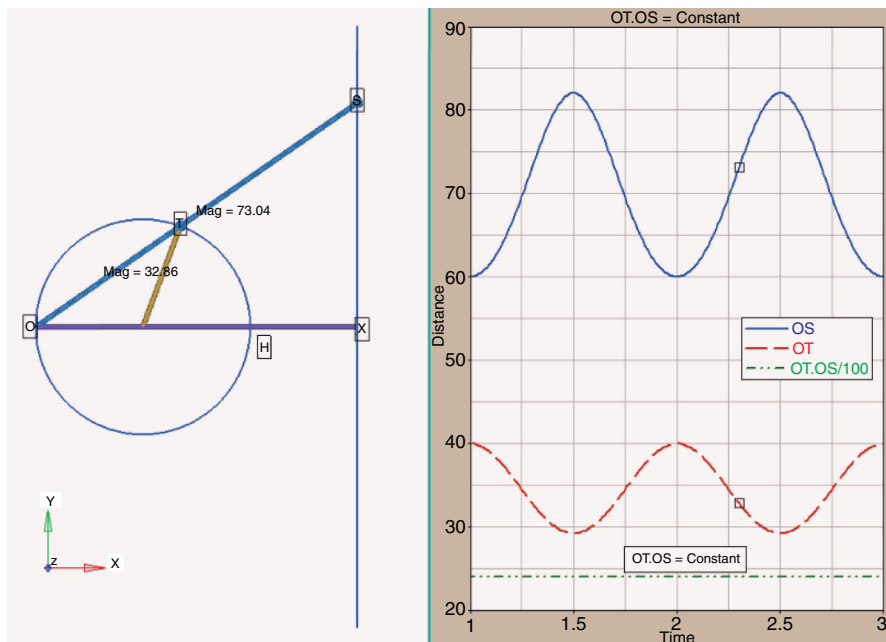 S
T
Mag = 73.04
Mag = 32.86
O
X
H
Y
z
X
OT.OS = Constant
90
80
70
60
50
40
30
20
Distance
OS
OT
OT.OS/100
OT.OS = Constant
1
1.5
2
2.5
3
Time